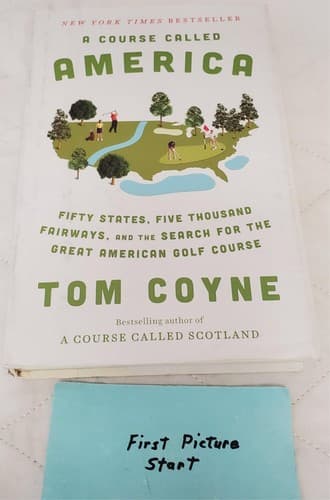 NEW YORK TIMES BESTSELLER
A COURSE CALLED
AMERICA
FIFTY STATES, FIVE THOUSAND
FAIRWAYS, AND THE SEARCH FOR THE
GREAT AMERICAN GOLF COURSE
TOM COYNE
Bestselling author of
A COURSE CALLED SCOTLAND
First Picture
Start